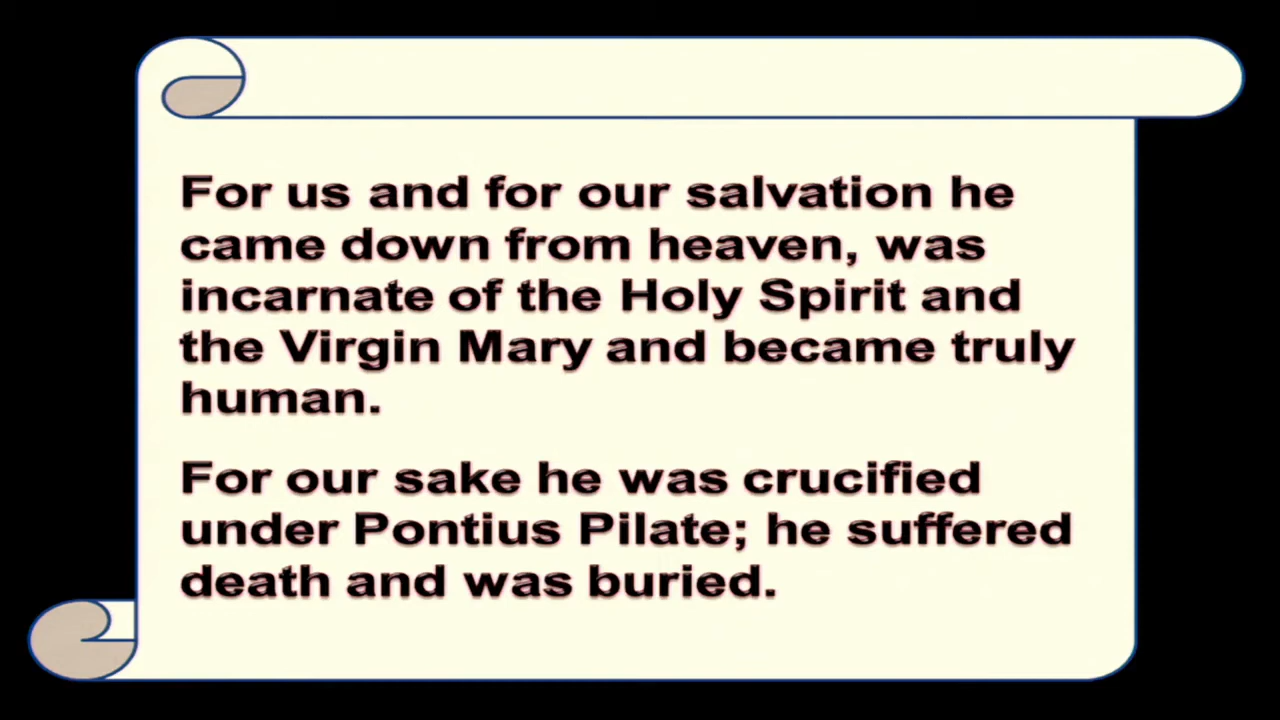 For us and for our salvation he
came down from heaven, was
incarnate of the Holy Spirit and
the Virgin Mary and became truly
human.
For our sake he was crucified
under Pontius Pilate; he suffered
death and was buried.